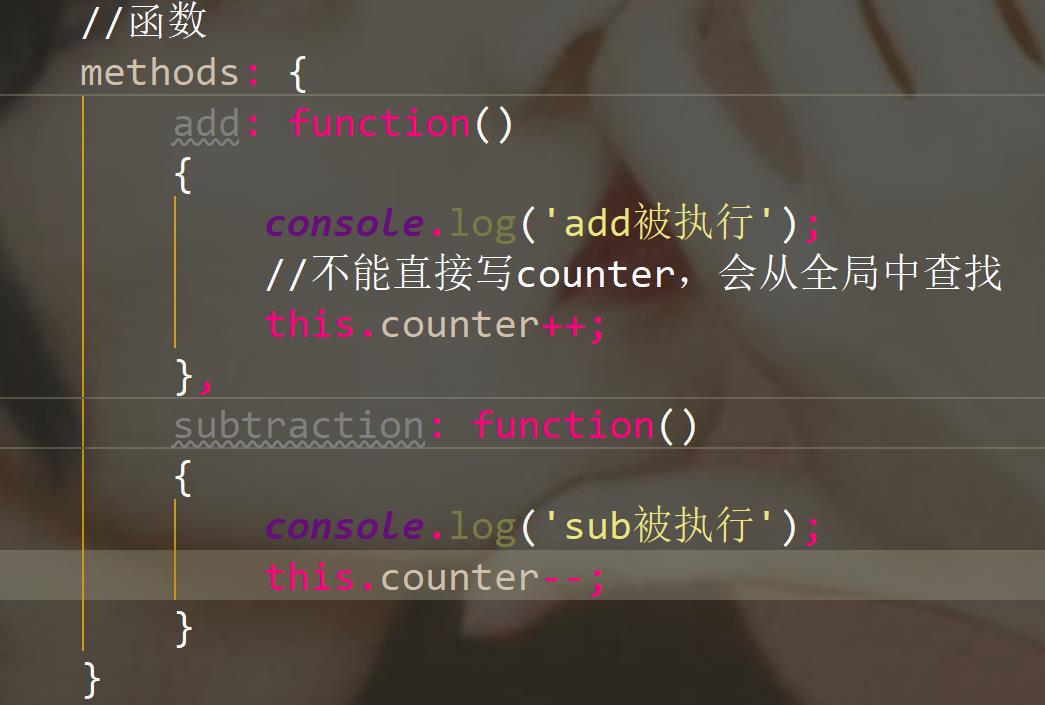 //函数
methods: {
add: function()
{
console.log('add被执行');
//不能直接写counter，会从全局中查找
this.counter++;
},
subtraction: function()
{
console.log('sub被执行');
this.counter--;
}
}